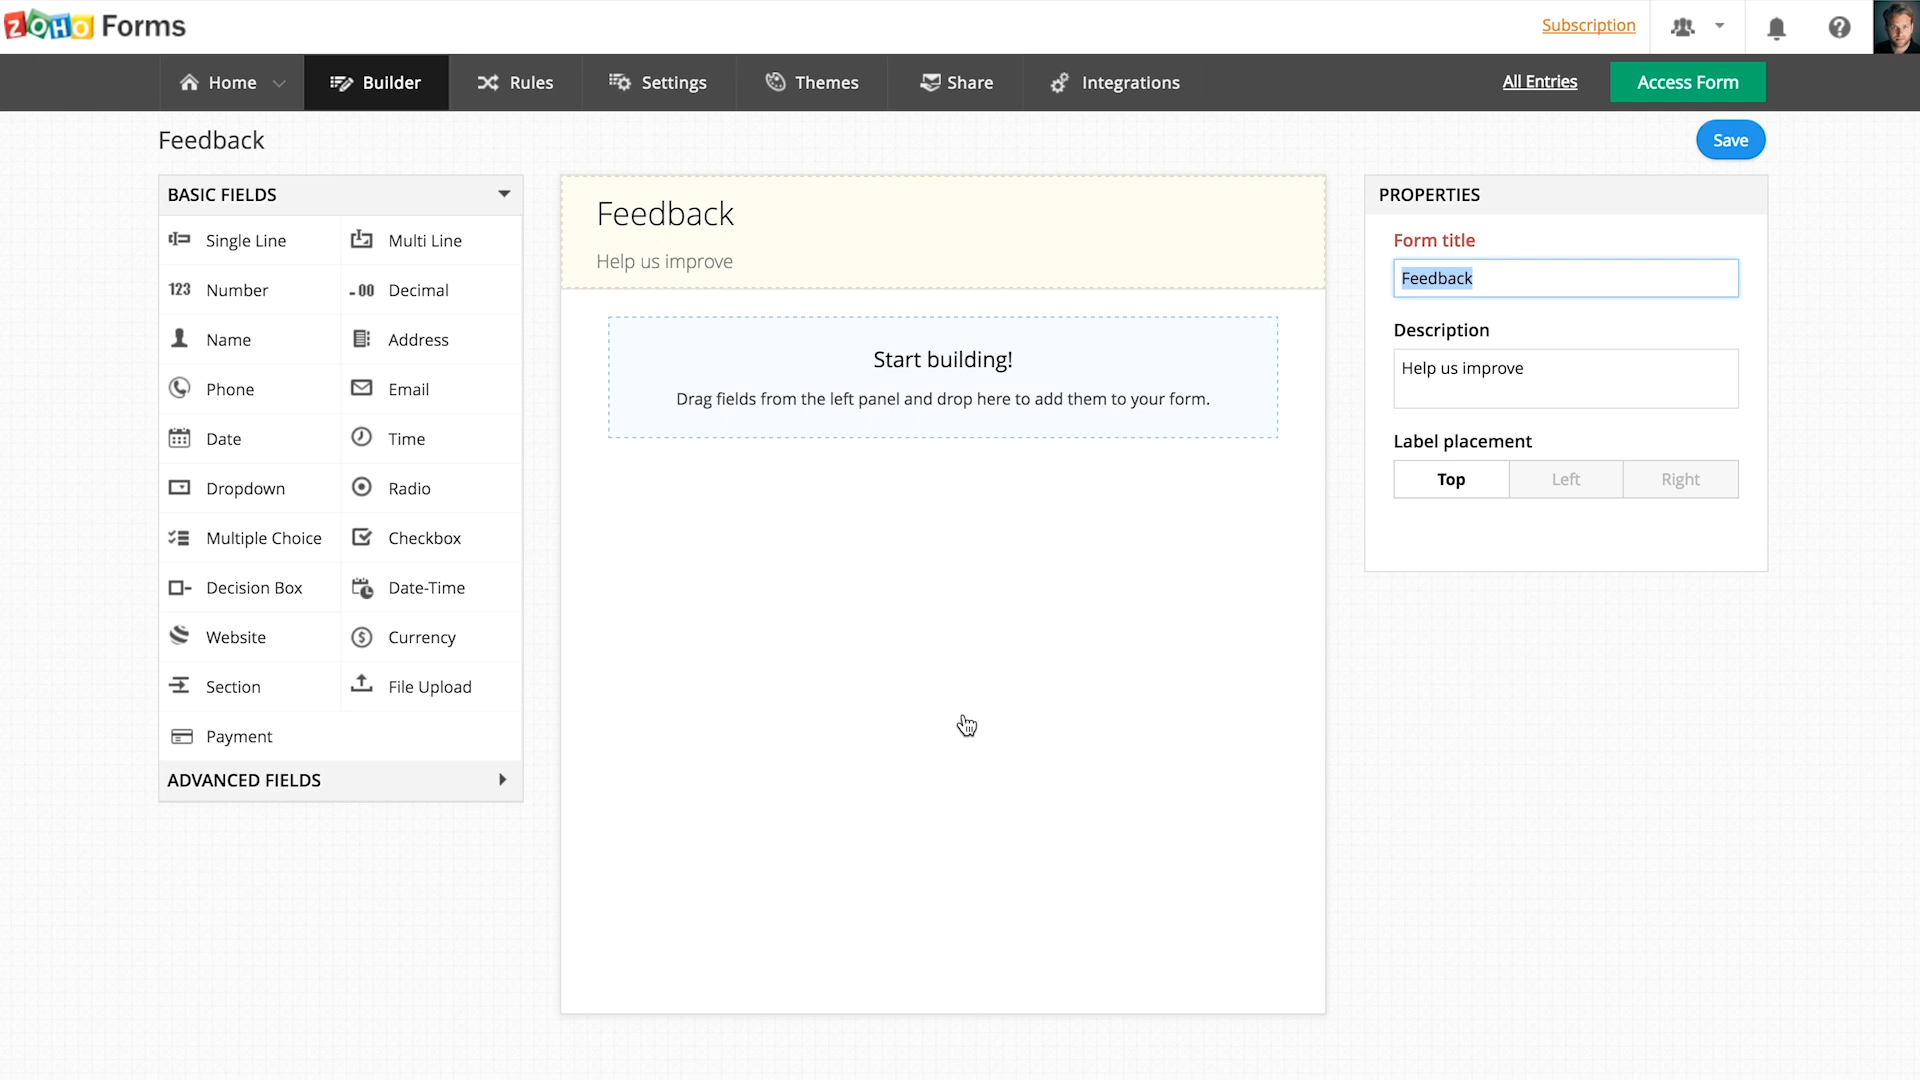 ZOHO Forms
Subscription
Home
Builder
Rules
Settings
Themes
Share
Integrations
All Entries
Access Form
Feedback
Save
BASIC FIELDS
Single Line
Multi Line
123 Number
.00 Decimal
Name
Address
Phone
Email
Date
Time
Dropdown
Radio
Multiple Choice
Checkbox
Decision Box
Date-Time
Website
Currency
Section
File Upload
Payment
ADVANCED FIELDS
Feedback
Help us improve
Start building!
Drag fields from the left panel and drop here to add them to your form.
PROPERTIES
Form title
Feedback
Description
Help us improve
Label placement
Top
Left
Right